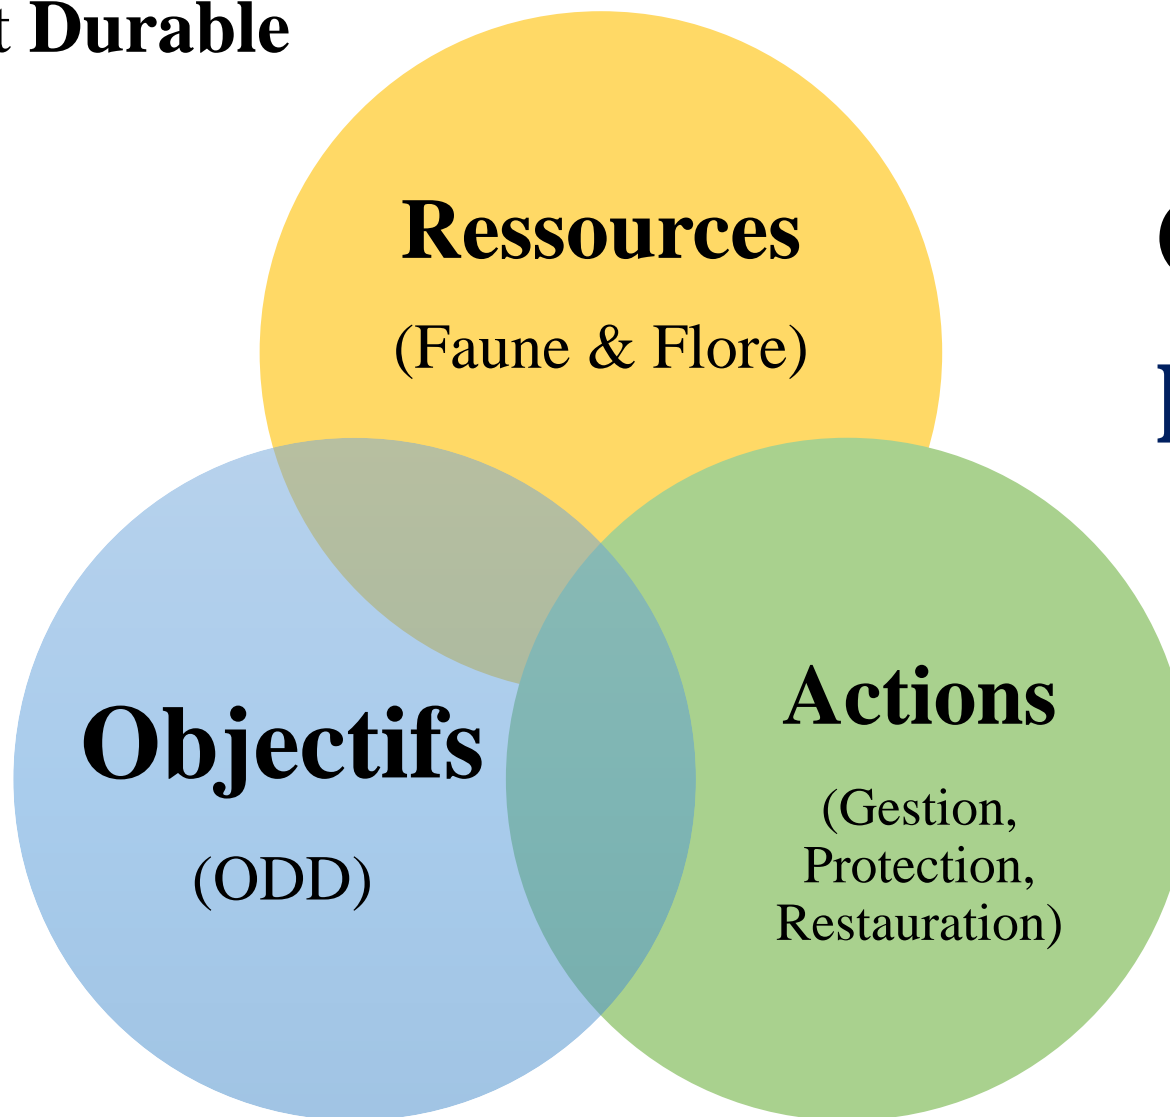 t Durable
Ressources
(Faune & Flore)
Objectifs
(ODD)
Actions
(Gestion,
Protection,
Restauration)